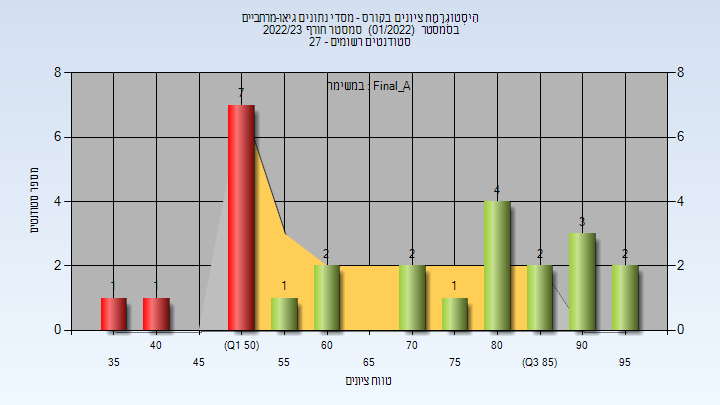 היסטוגרמת ציונים בקורס - מסדי נתונים גיאו-מרחביים
בסמסטר (01/2022) סמסטר חורף 2022/23
סטודנטים רשומים - 27
במשימה : Final_A
מספר סטודנטים
8 8
6 6
4 4
2 2
0 0
1 1 7 1 2 2 1 4 2 3 2
40 (Q1 50) 60 70 80 90
35 45 55 65 75 (Q3 85) 95
טווח ציונים